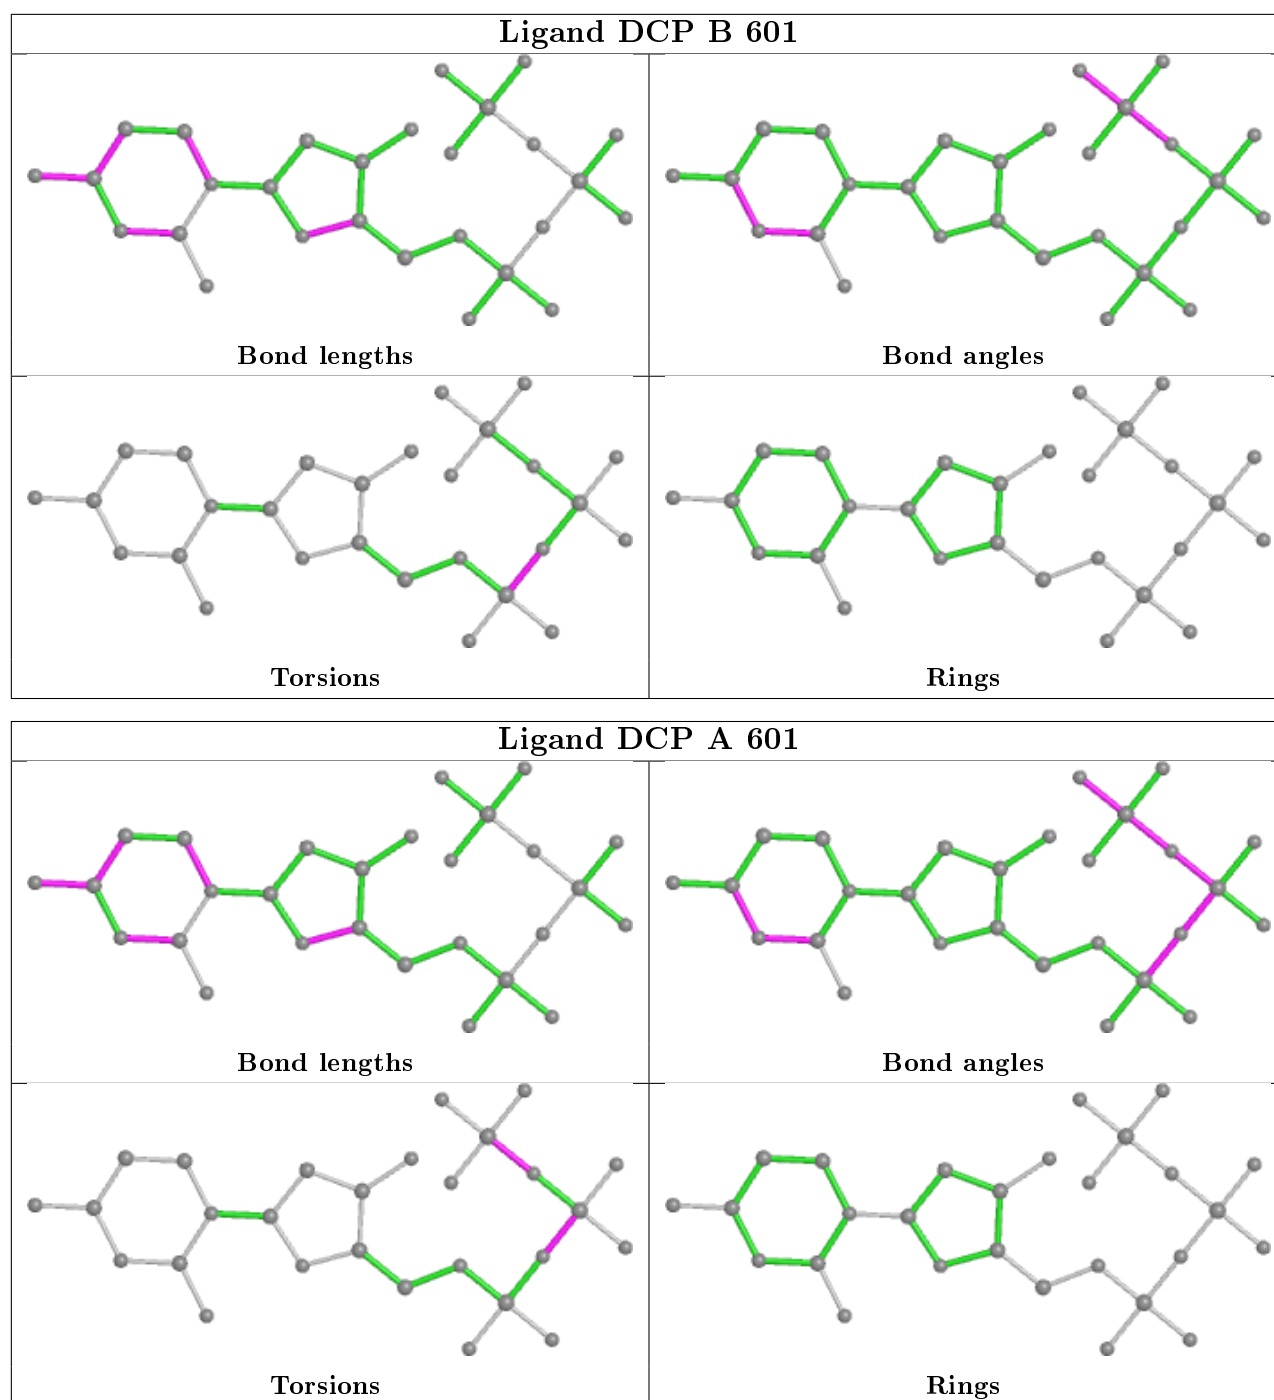 Ligand DCP B 601
Bond lengths
Bond angles
Torsions
Rings
Ligand DCP A 601
Bond lengths
Bond angles
Torsions
Rings